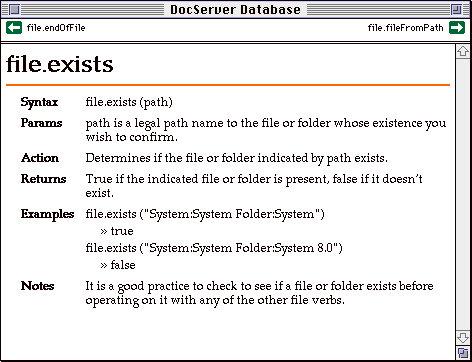 DocServer Database
file.endOfFile file.fileFromPath
file.exists
Syntax file.exists (path)
Params path is a legal path name to the file or folder whose existence you
wish to confirm.
Action Determines if the file or folder indicated by path exists.
Returns True if the indicated file or folder is present, false if it doesn't
exist.
Examples file.exists ("System:System Folder:System")
» true
file.exists ("System:System Folder:System 8.0")
» false
Notes It is a good practice to check to see if a file or folder exists before
operating on it with any of the other file verbs.